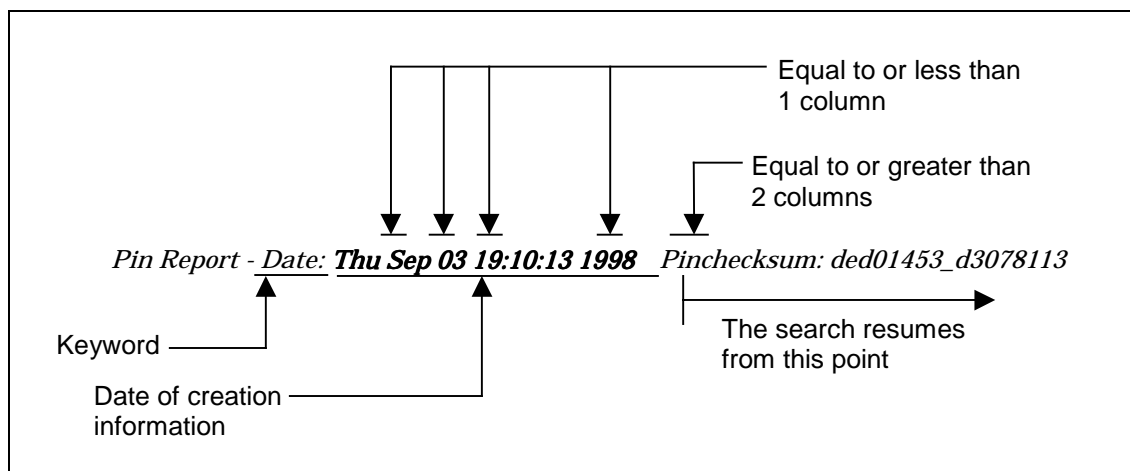 Equal to or less than
1 column
Equal to or greater than
2 columns
Pin Report - Date: Thu Sep 03 19:10:13 1998 Pinchecksum: ded01453_d3078113
Keyword
The search resumes
from this point
Date of creation
information